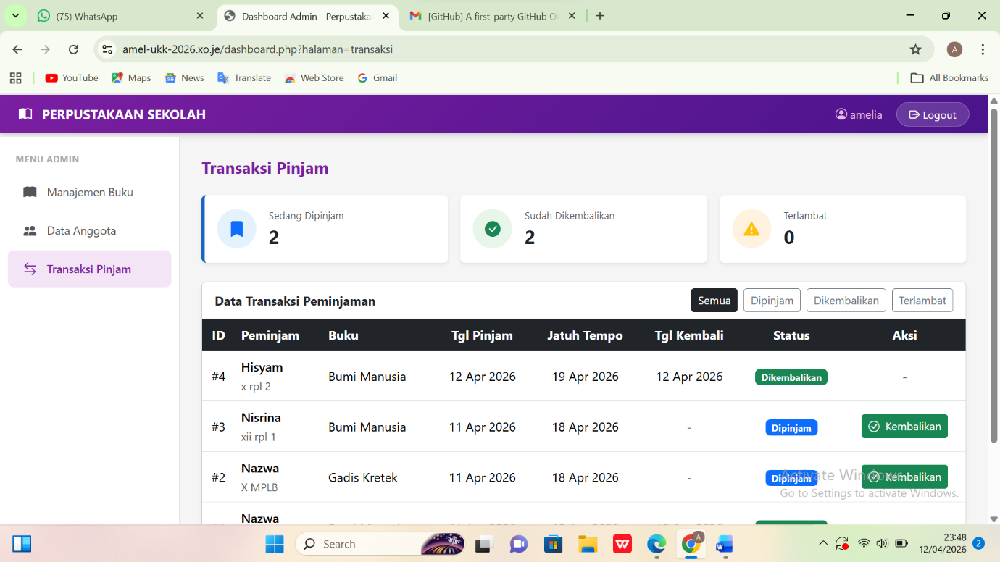 (75) WhatsApp
Dashboard Admin - Perpustaka
[GitHub] A first-party GitHub OA
amel-ukk-2026.xo.je/dashboard.php?halaman=transaksi
A
YouTube
Maps
News
Translate
Web Store
Gmail
All Bookmarks
PERPUSTAKAAN SEKOLAH
amelia
Logout
MENU ADMIN
Manajemen Buku
Data Anggota
Transaksi Pinjam
Transaksi Pinjam
Sedang Dipinjam
2
Sudah Dikembalikan
2
Terlambat
0
Data Transaksi Peminjaman
Semua
Dipinjam
Dikembalikan
Terlambat
ID Peminjam Buku Tgl Pinjam Jatuh Tempo Tgl Kembali Status Aksi
#4 Hisyam Bumi Manusia 12 Apr 2026 19 Apr 2026 12 Apr 2026 Dikembalikan -
x rpl 2
#3 Nisrina Bumi Manusia 11 Apr 2026 18 Apr 2026 - Dipinjam Kembalikan
xii rpl 1
#2 Nazwa Gadis Kretek 11 Apr 2026 18 Apr 2026 - Dipinjam Kembalikan
X MPLB
Nazwa
Activate Windows
Go to Settings to activate Windows.
Search
A
23:48
12/04/2026
2